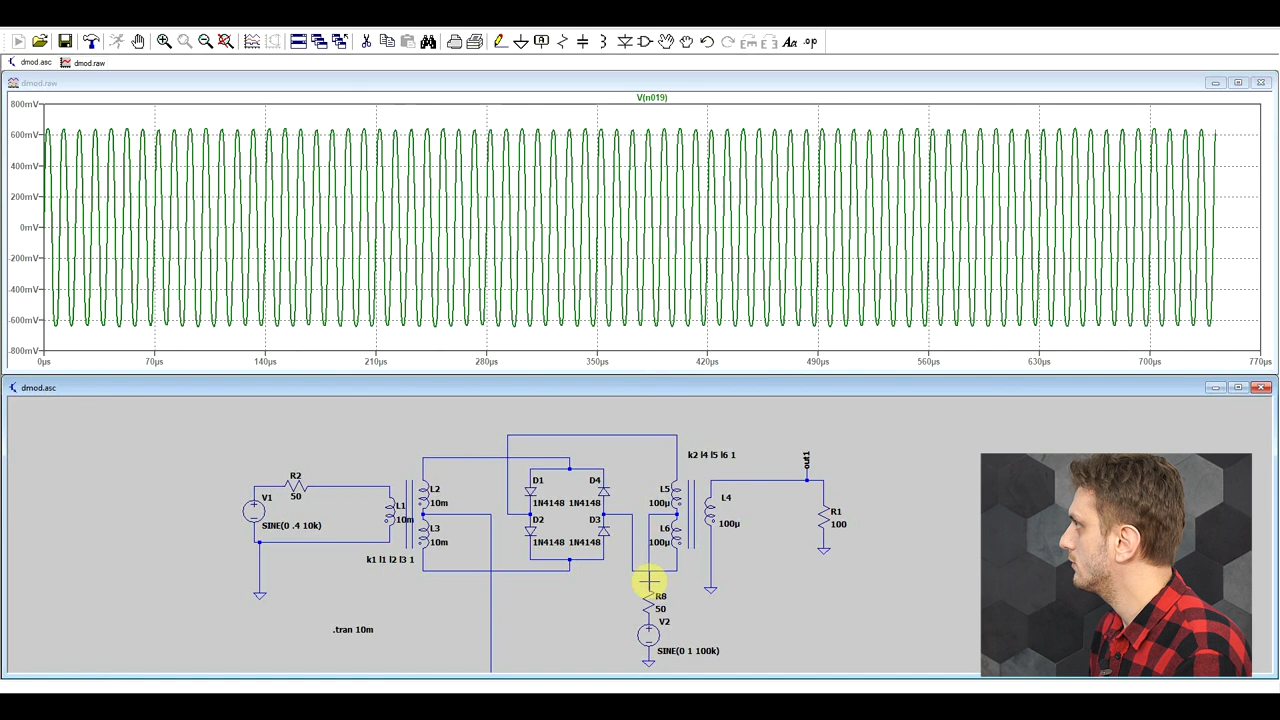 Aa .op
dmod.asc dmod.raw
dmod.raw
V(n019)
800mV
600mV
400mV
200mV
0mV
-200mV
-400mV
-600mV
-800mV
0µs 70µs 140µs 210µs 280µs 350µs 420µs 490µs 560µs 630µs 700µs 770µs
dmod.asc
k2 l4 l5 l6 1
out1
R2
50
V1
SINE(0 .4 10k)
L1
10m
L2
10m
L3
10m
k1 l1 l2 l3 1
D1
1N4148
D4
1N4148
D2
1N4148
D3
1N4148
L5
100µ
L6
100µ
L4
100µ
R1
100
R8
50
V2
SINE(0 1 100k)
.tran 10m